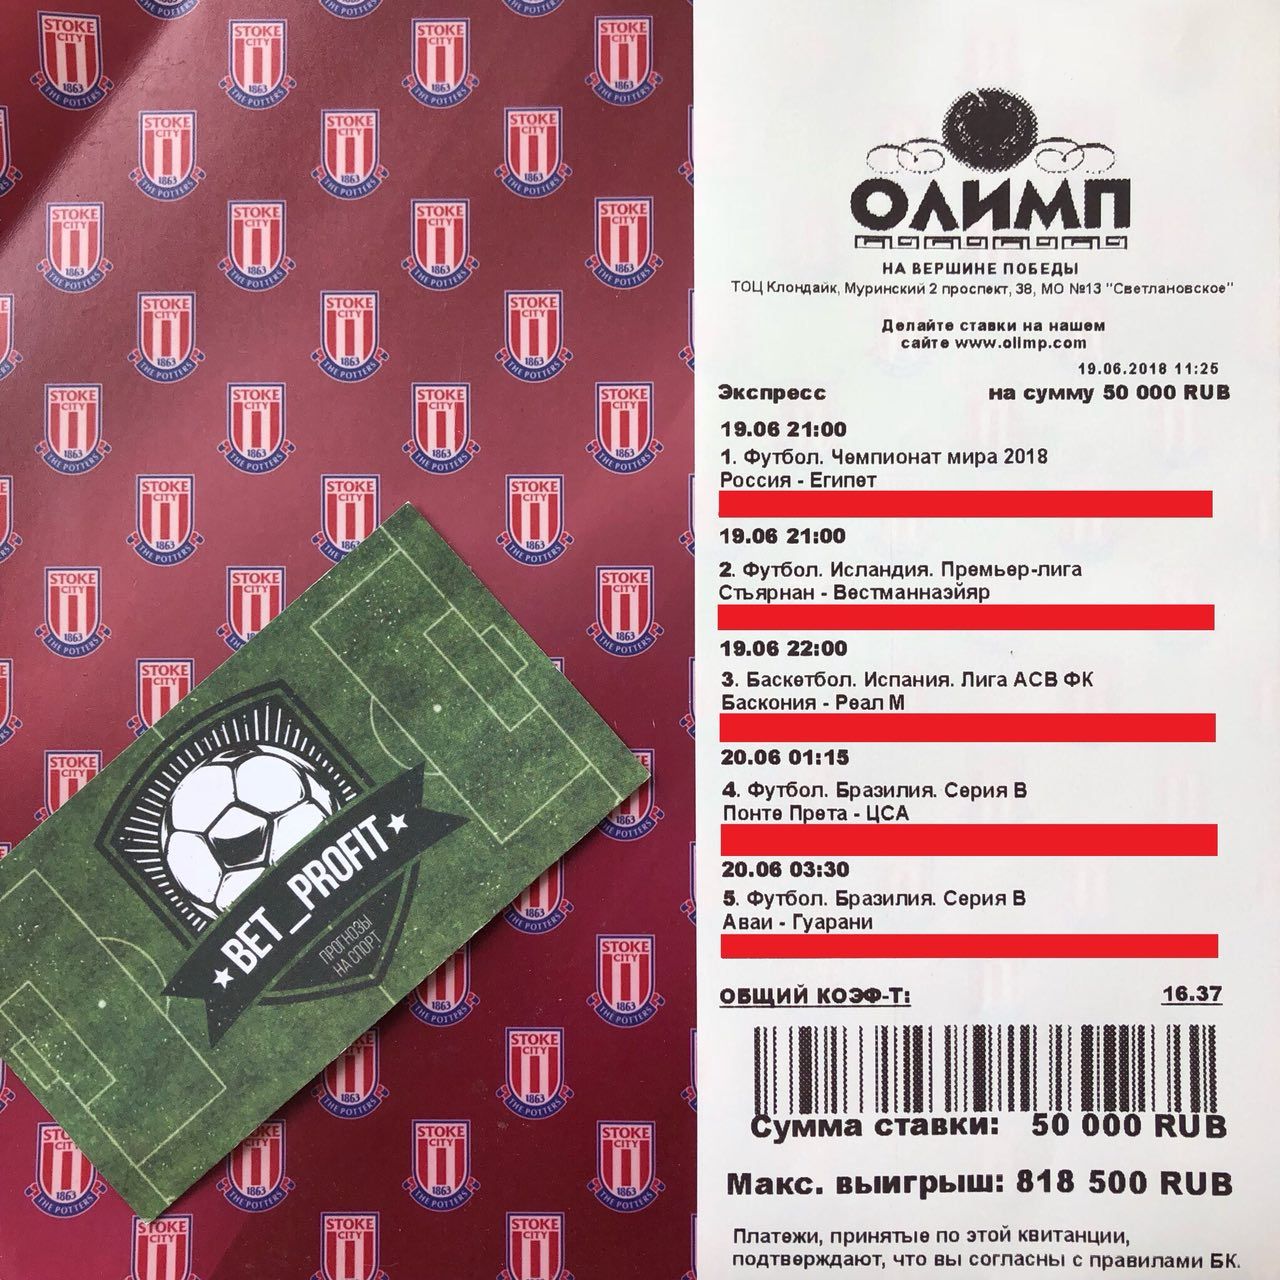 STOKE
CITY
1863
THE POTTERS
★ BET_PROFIT ★
ПРОГНОЗЫ
НА СПОРТ
ОЛИМП
НА ВЕРШИНЕ ПОБЕДЫ
ТОЦ Клондайк, Муринский 2 проспект, 38, МО №13 "Светлановское"
Делайте ставки на нашем
сайте www.olimp.com
19.06.2018 11:25
Экспресс на сумму 50 000 RUB
19.06 21:00
1. Футбол. Чемпионат мира 2018
Россия - Египет
19.06 21:00
2. Футбол. Исландия. Премьер-лига
Стьярнан - Вестманнаэйяр
19.06 22:00
3. Баскетбол. Испания. Лига АСВ ФК
Баскония - Реал М
20.06 01:15
4. Футбол. Бразилия. Серия В
Понте Прета - ЦСА
20.06 03:30
5. Футбол. Бразилия. Серия В
Аваи - Гуарани
ОБЩИЙ КОЭФ-Т: 16.37
Сумма ставки: 50 000 RUB
Макс. выигрыш: 818 500 RUB
Платежи, принятые по этой квитанции,
подтверждают, что вы согласны с правилами БК.